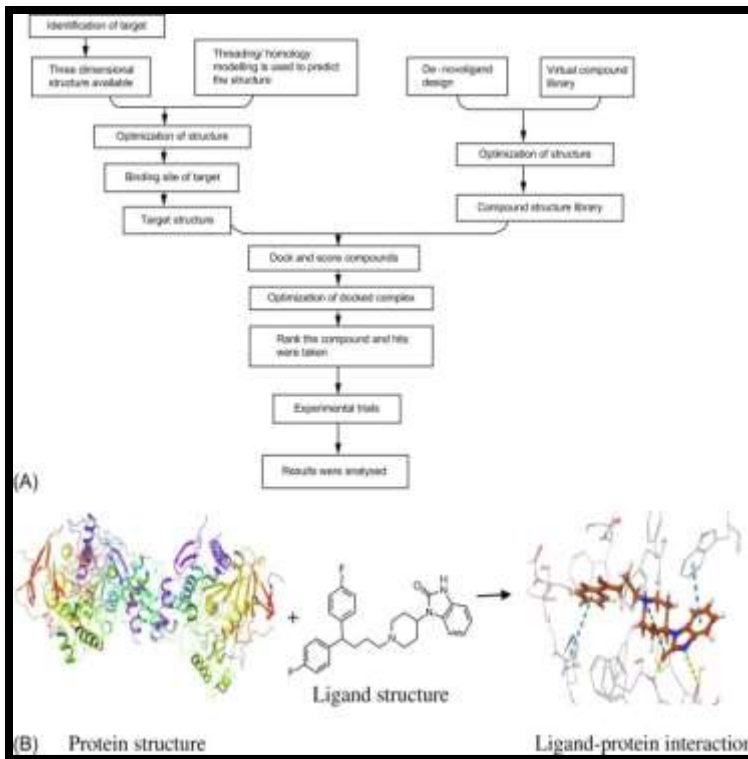 Identification of target
Three dimensional
structure available
Threading/ homology
modelling is used to predict
the structure
De -novoligand
design
Virtual compound
library
Optimization of structure
Optimization of structure
Binding site of target
Target structure
Compound structure library
Dock and score compounds
Optimization of docked complex
Rank the compound and hits
were taken
Experimental trials
Results were analysed
(A)
F
F
N
O
H
N
N
+
Ligand structure
(B) Protein structure
Ligand-protein interaction